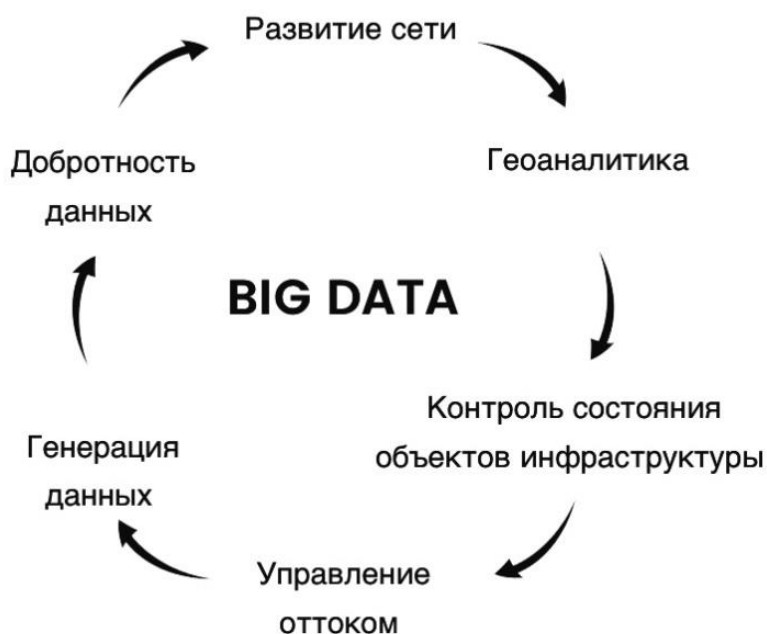 Развитие сети
Геоаналитика
Добротность
данных
BIG DATA
Контроль состояния
объектов инфраструктуры
Генерация
данных
Управление
оттоком